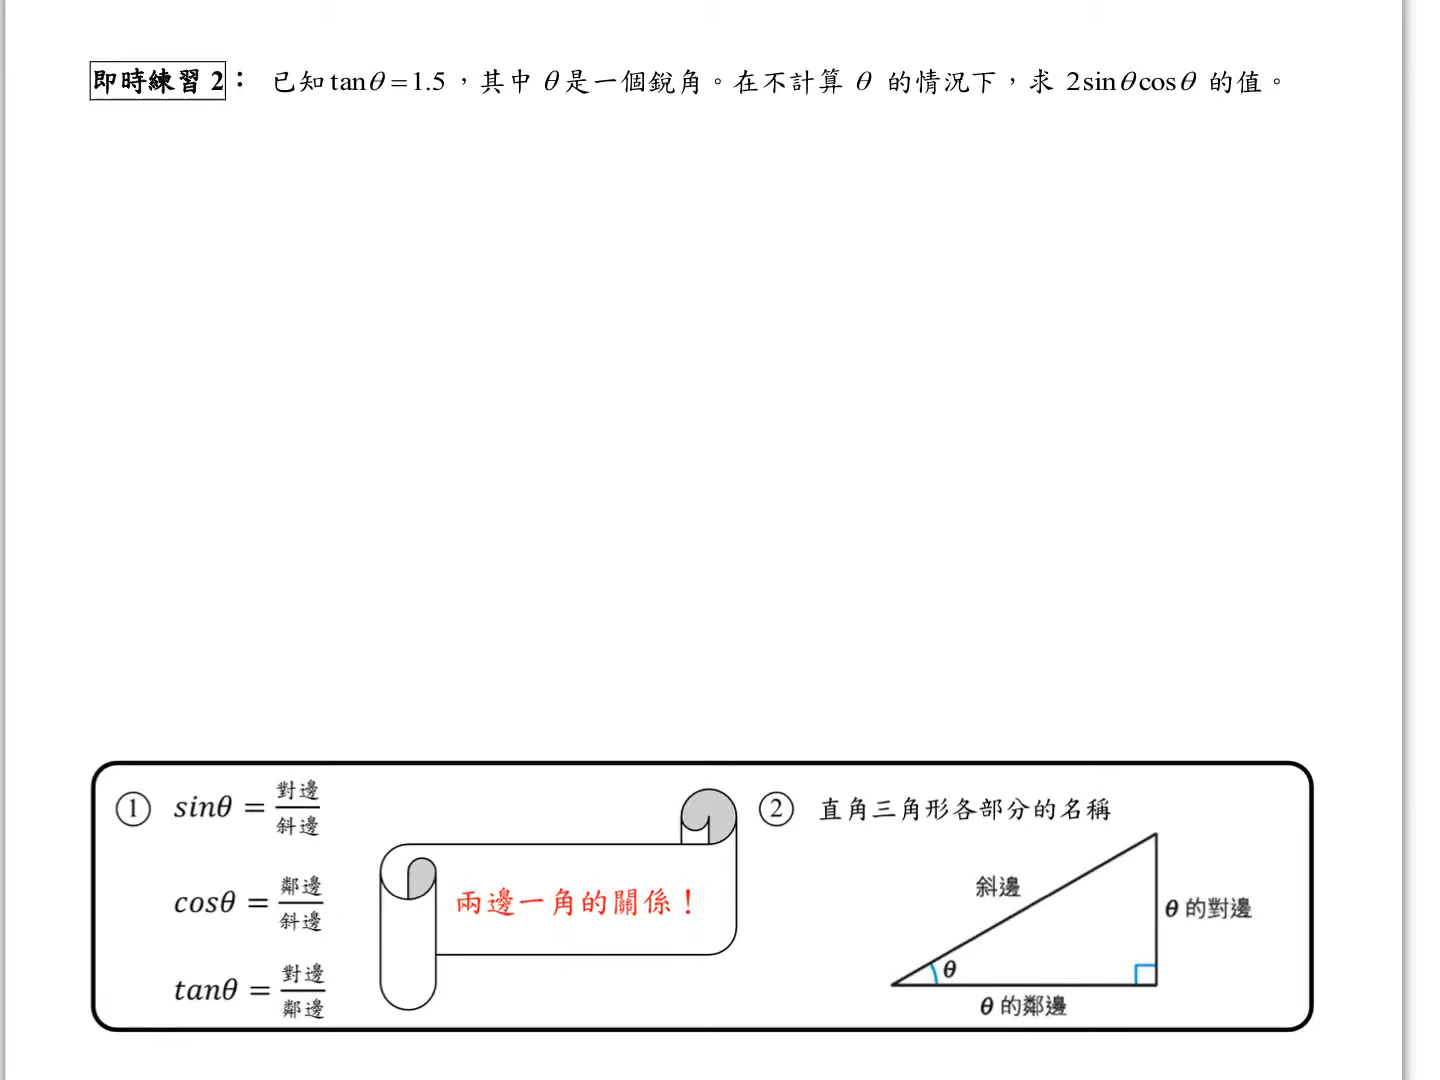 即時練習 2： 已知 tanθ=1.5，其中 θ 是一個銳角。在不計算 θ 的情況下，求 2sinθcosθ 的值。
① sinθ = 對邊/斜邊
cosθ = 鄰邊/斜邊
tanθ = 對邊/鄰邊
兩邊一角的關係！
② 直角三角形各部分的名稱
斜邊
θ 的對邊
θ
θ 的鄰邊